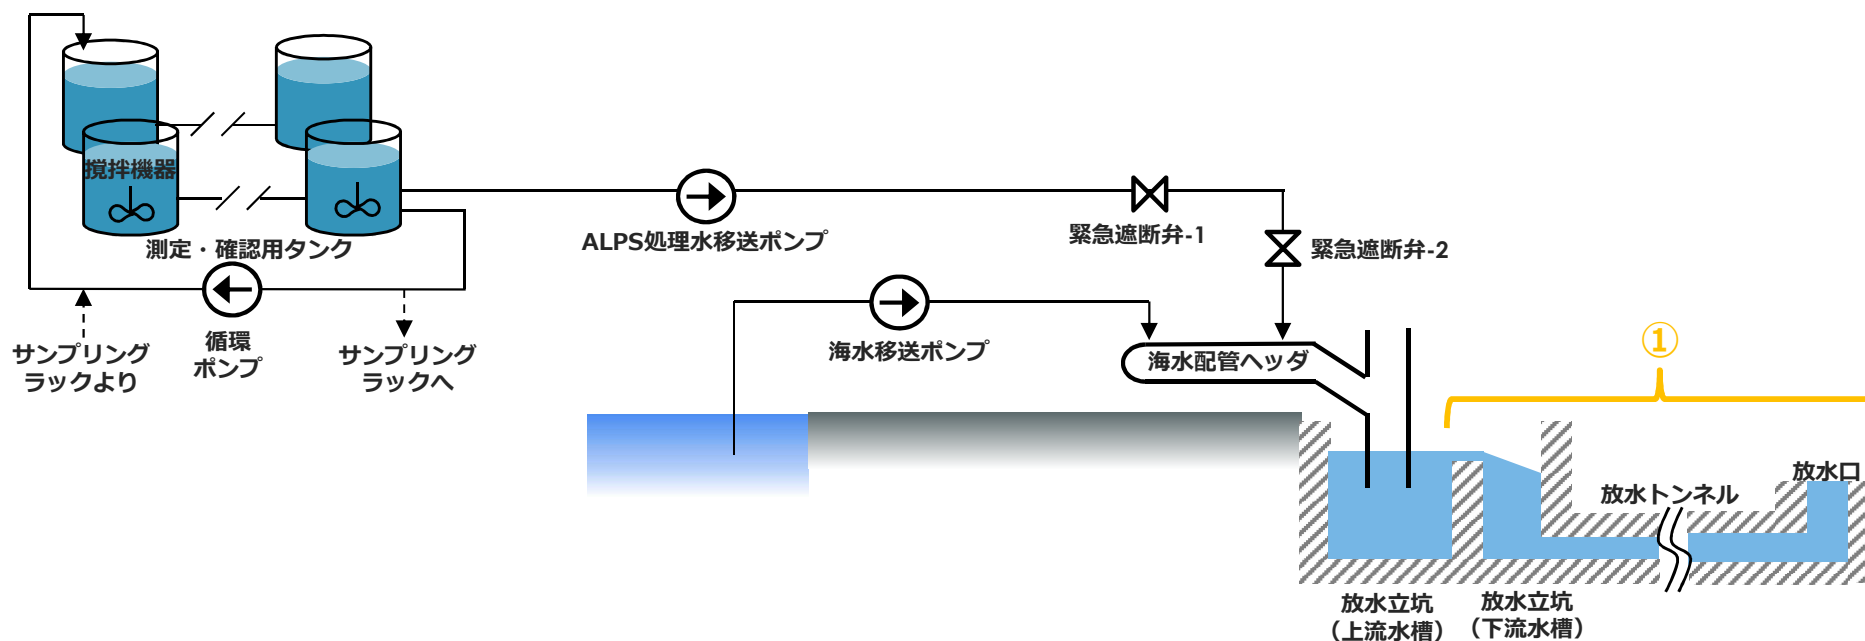 攪拌機器
測定・確認用タンク
ALPS処理水移送ポンプ
緊急遮断弁-1
緊急遮断弁-2
サンプリング
ラックより
循環
ポンプ
サンプリング
ラックへ
海水移送ポンプ
海水配管ヘッダ
①
放水トンネル
放水口
放水立坑
（上流水槽）
放水立坑
（下流水槽）